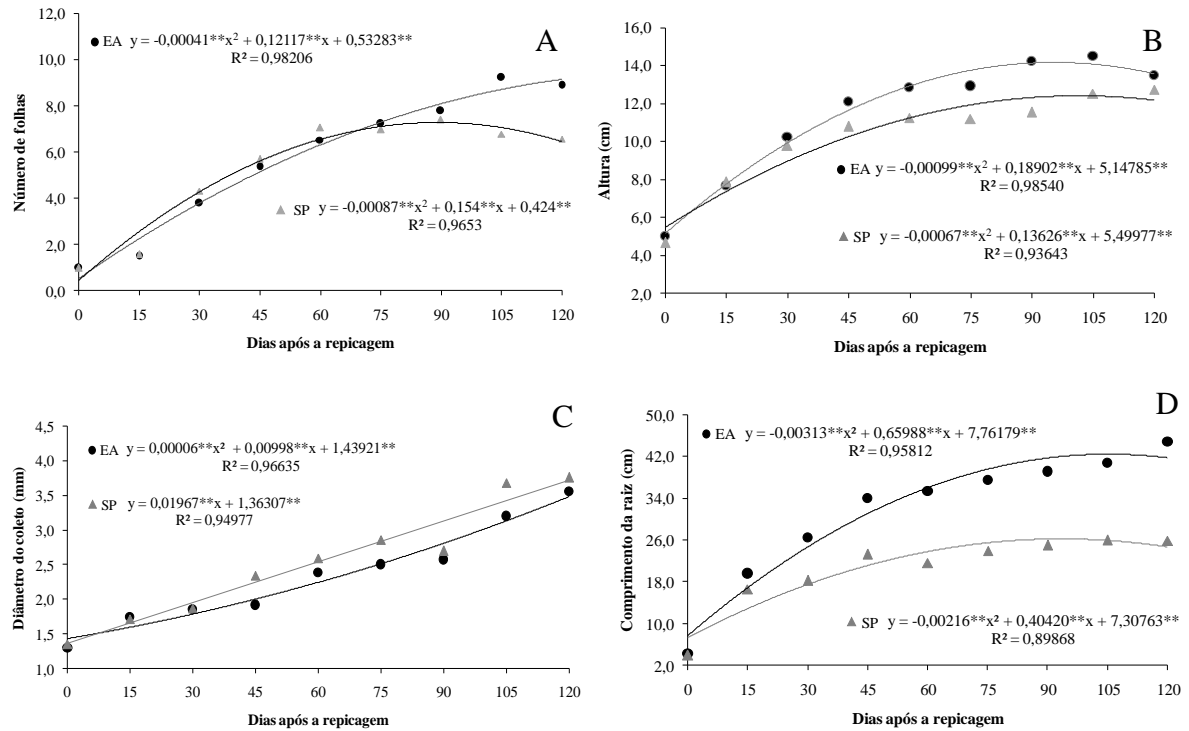 A
EA y = -0,00041**x² + 0,12117**x + 0,53283**
R² = 0,98206
12,0
10,0
8,0
6,0
4,0
2,0
0,0
Número de folhas
SP y = -0,00087**x² + 0,154**x + 0,424**
R² = 0,9653
0 15 30 45 60 75 90 105 120
Dias após a repicagem
B
16,0
14,0
12,0
10,0
8,0
6,0
4,0
2,0
Altura (cm)
EA y = -0,00099**x² + 0,18902**x + 5,14785**
R² = 0,98540
SP y = -0,00067**x² + 0,13626**x + 5,49977**
R² = 0,93643
0 15 30 45 60 75 90 105 120
Dias após a repicagem
C
4,5
4,0
3,5
3,0
2,5
2,0
1,5
1,0
Diâmetro do coleto (mm)
EA y = 0,00006**x² + 0,00998**x + 1,43921**
R² = 0,96635
SP y = 0,01967**x + 1,36307**
R² = 0,94977
0 15 30 45 60 75 90 105 120
Dias após a repicagem
D
50,0
42,0
34,0
26,0
18,0
10,0
2,0
Comprimento da raiz (cm)
EA y = -0,00313**x² + 0,65988**x + 7,76179**
R² = 0,95812
SP y = -0,00216**x² + 0,40420**x + 7,30763**
R² = 0,89868
0 15 30 45 60 75 90 105 120
Dias após a repicagem